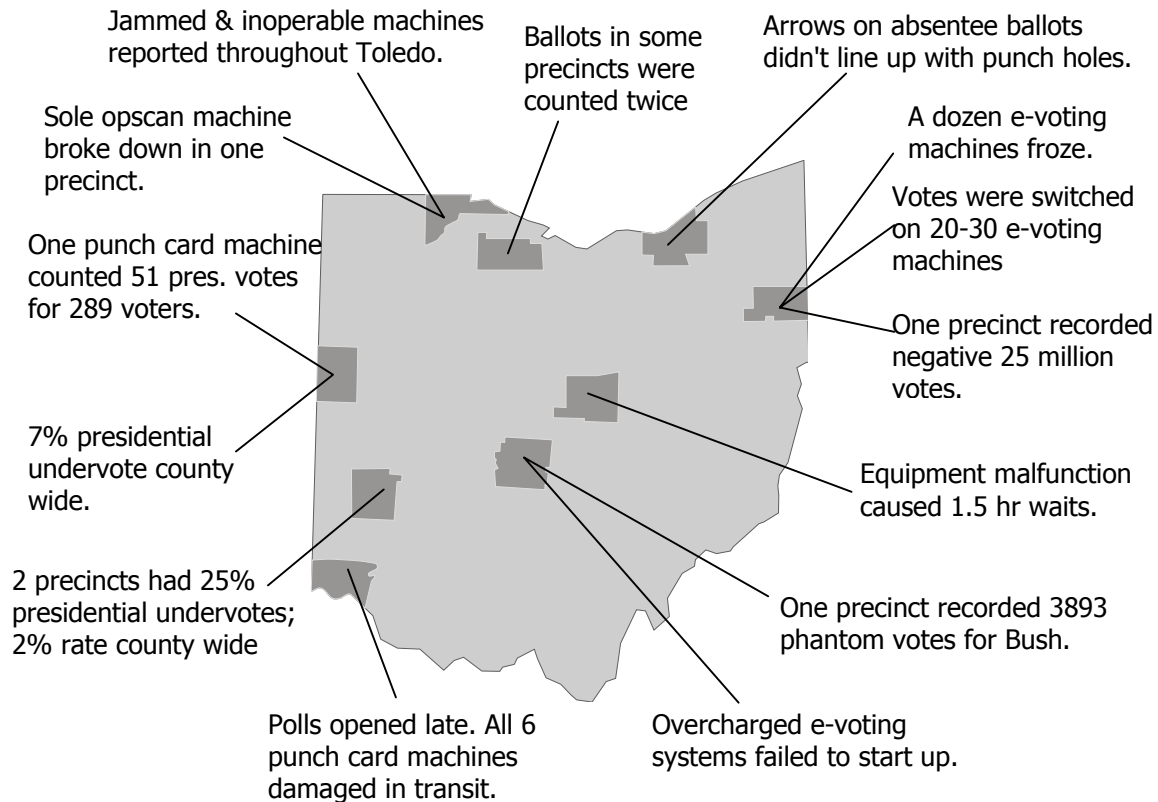 Jammed & inoperable machines
reported throughout Toledo.
Ballots in some
precincts were
counted twice
Arrows on absentee ballots
didn't line up with punch holes.
Sole opscan machine
broke down in one
precinct.
A dozen e-voting
machines froze.
Votes were switched
on 20-30 e-voting
machines
One punch card machine
counted 51 pres. votes
for 289 voters.
One precinct recorded
negative 25 million
votes.
7% presidential
undervote county
wide.
Equipment malfunction
caused 1.5 hr waits.
2 precincts had 25%
presidential undervotes;
2% rate county wide
One precinct recorded 3893
phantom votes for Bush.
Polls opened late. All 6
punch card machines
damaged in transit.
Overcharged e-voting
systems failed to start up.